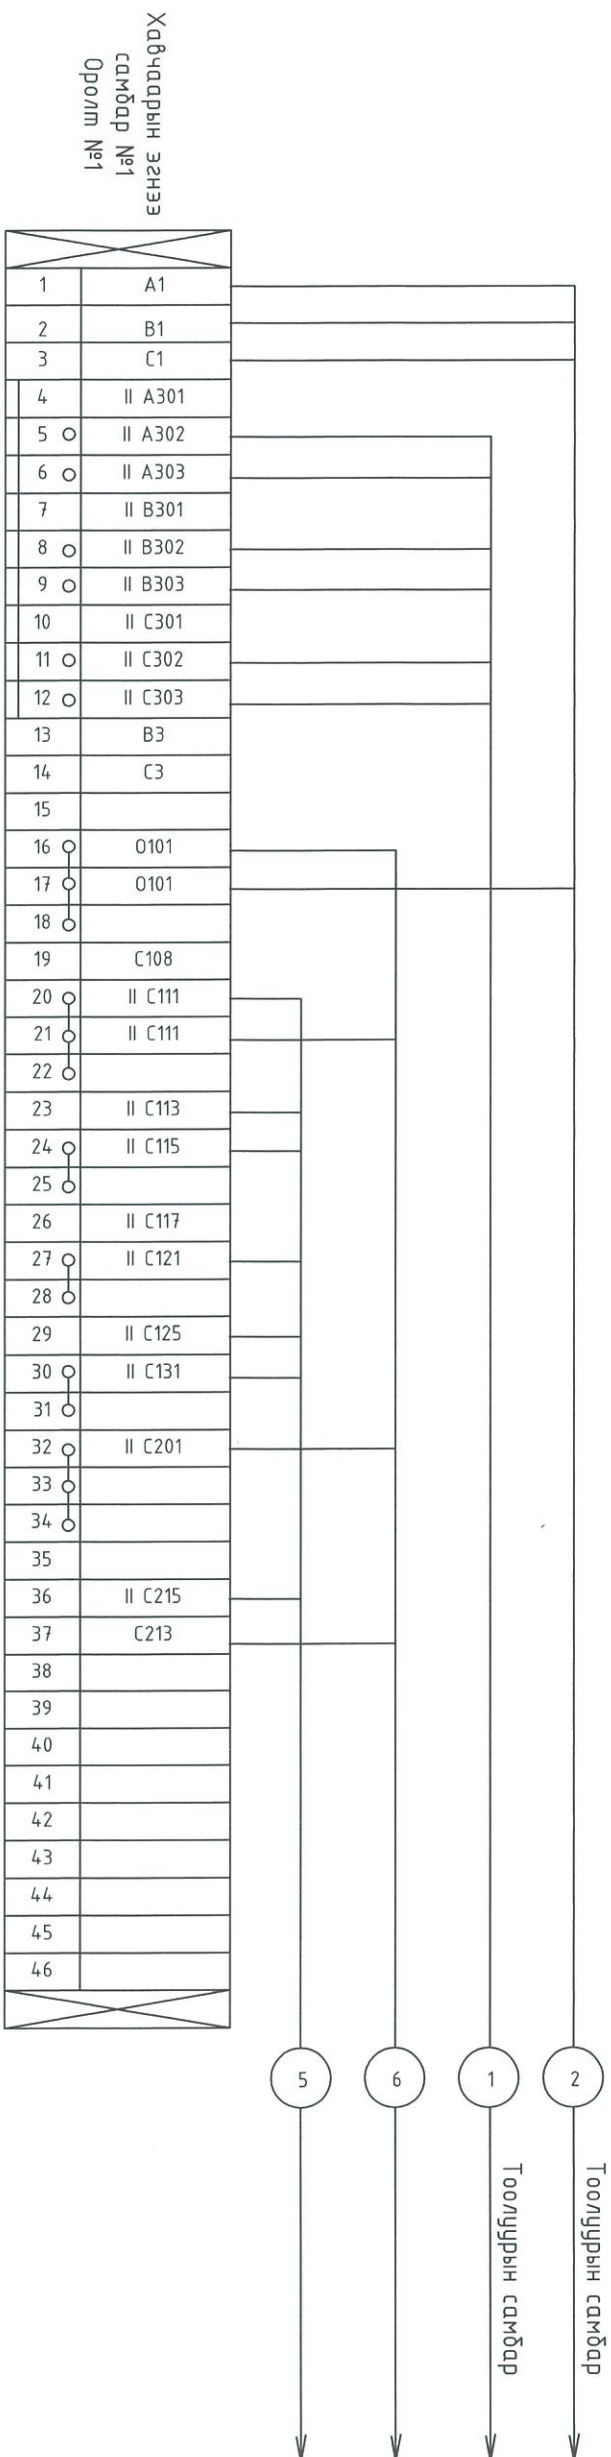 Хавчаарын эгнээ
самбар №1
Оролт №1
1 A1
2 B1
3 C1
4 II A301
5 II A302
6 II A303
7 II B301
8 II B302
9 II B303
10 II C301
11 II C302
12 II C303
13 B3
14 C3
15
16 O101
17 O101
18
19 C108
20 II C111
21 II C111
22
23 II C113
24 II C115
25
26 II C117
27 II C121
28
29 II C125
30 II C131
31
32 II C201
33
34
35
36 II C215
37 C213
38
39
40
41
42
43
44
45
46
5 6 1 2
Тоолуурын самбар
Тоолуурын самбар